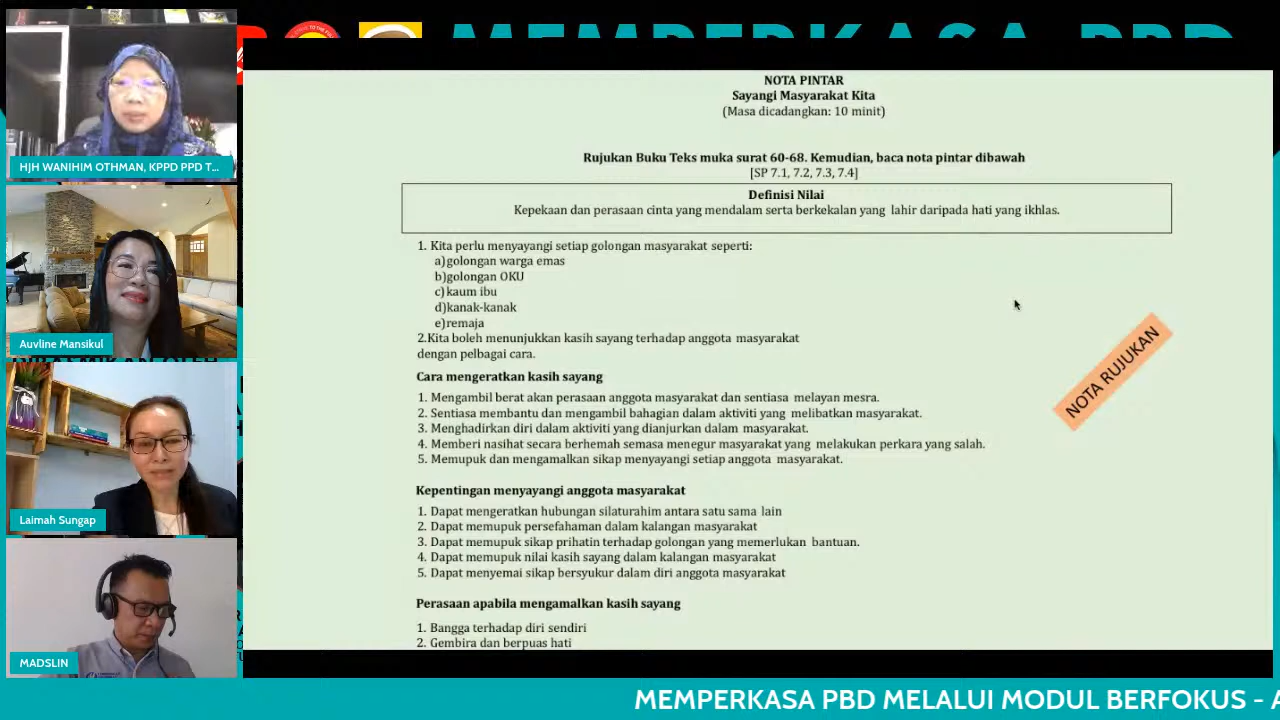 MEMPERKASA PBD
HJH WANIHIM OTHMAN, KPPD PPD T...
Auvline Mansikul
Laimah Sungap
MADSLIN
NOTA PINTAR
Sayangi Masyarakat Kita
(Masa dicadangkan: 10 minit)
Rujukan Buku Teks muka surat 60-68. Kemudian, baca nota pintar dibawah
[SP 7.1, 7.2, 7.3, 7.4]
Definisi Nilai
Kepekaan dan perasaan cinta yang mendalam serta berkekalan yang lahir daripada hati yang ikhlas.
1. Kita perlu menyayangi setiap golongan masyarakat seperti:
a)golongan warga emas
b)golongan OKU
c)kaum ibu
d)kanak-kanak
e)remaja
2.Kita boleh menunjukkan kasih sayang terhadap anggota masyarakat
dengan pelbagai cara.
Cara mengeratkan kasih sayang
1. Mengambil berat akan perasaan anggota masyarakat dan sentiasa melayan mesra.
2. Sentiasa membantu dan mengambil bahagian dalam aktiviti yang melibatkan masyarakat.
3. Menghadirkan diri dalam aktiviti yang dianjurkan dalam masyarakat.
4. Memberi nasihat secara berhemah semasa menegur masyarakat yang melakukan perkara yang salah.
5. Memupuk dan mengamalkan sikap menyayangi setiap anggota masyarakat.
NOTA RUJUKAN
Kepentingan menyayangi anggota masyarakat
1. Dapat mengeratkan hubungan silaturahim antara satu sama lain
2. Dapat memupuk persefahaman dalam kalangan masyarakat
3. Dapat memupuk sikap prihatin terhadap golongan yang memerlukan bantuan.
4. Dapat memupuk nilai kasih sayang dalam kalangan masyarakat
5. Dapat menyemai sikap bersyukur dalam diri anggota masyarakat
Perasaan apabila mengamalkan kasih sayang
1. Bangga terhadap diri sendiri
2. Gembira dan berpuas hati
MEMPERKASA PBD MELALUI MODUL BERFOKUS - A